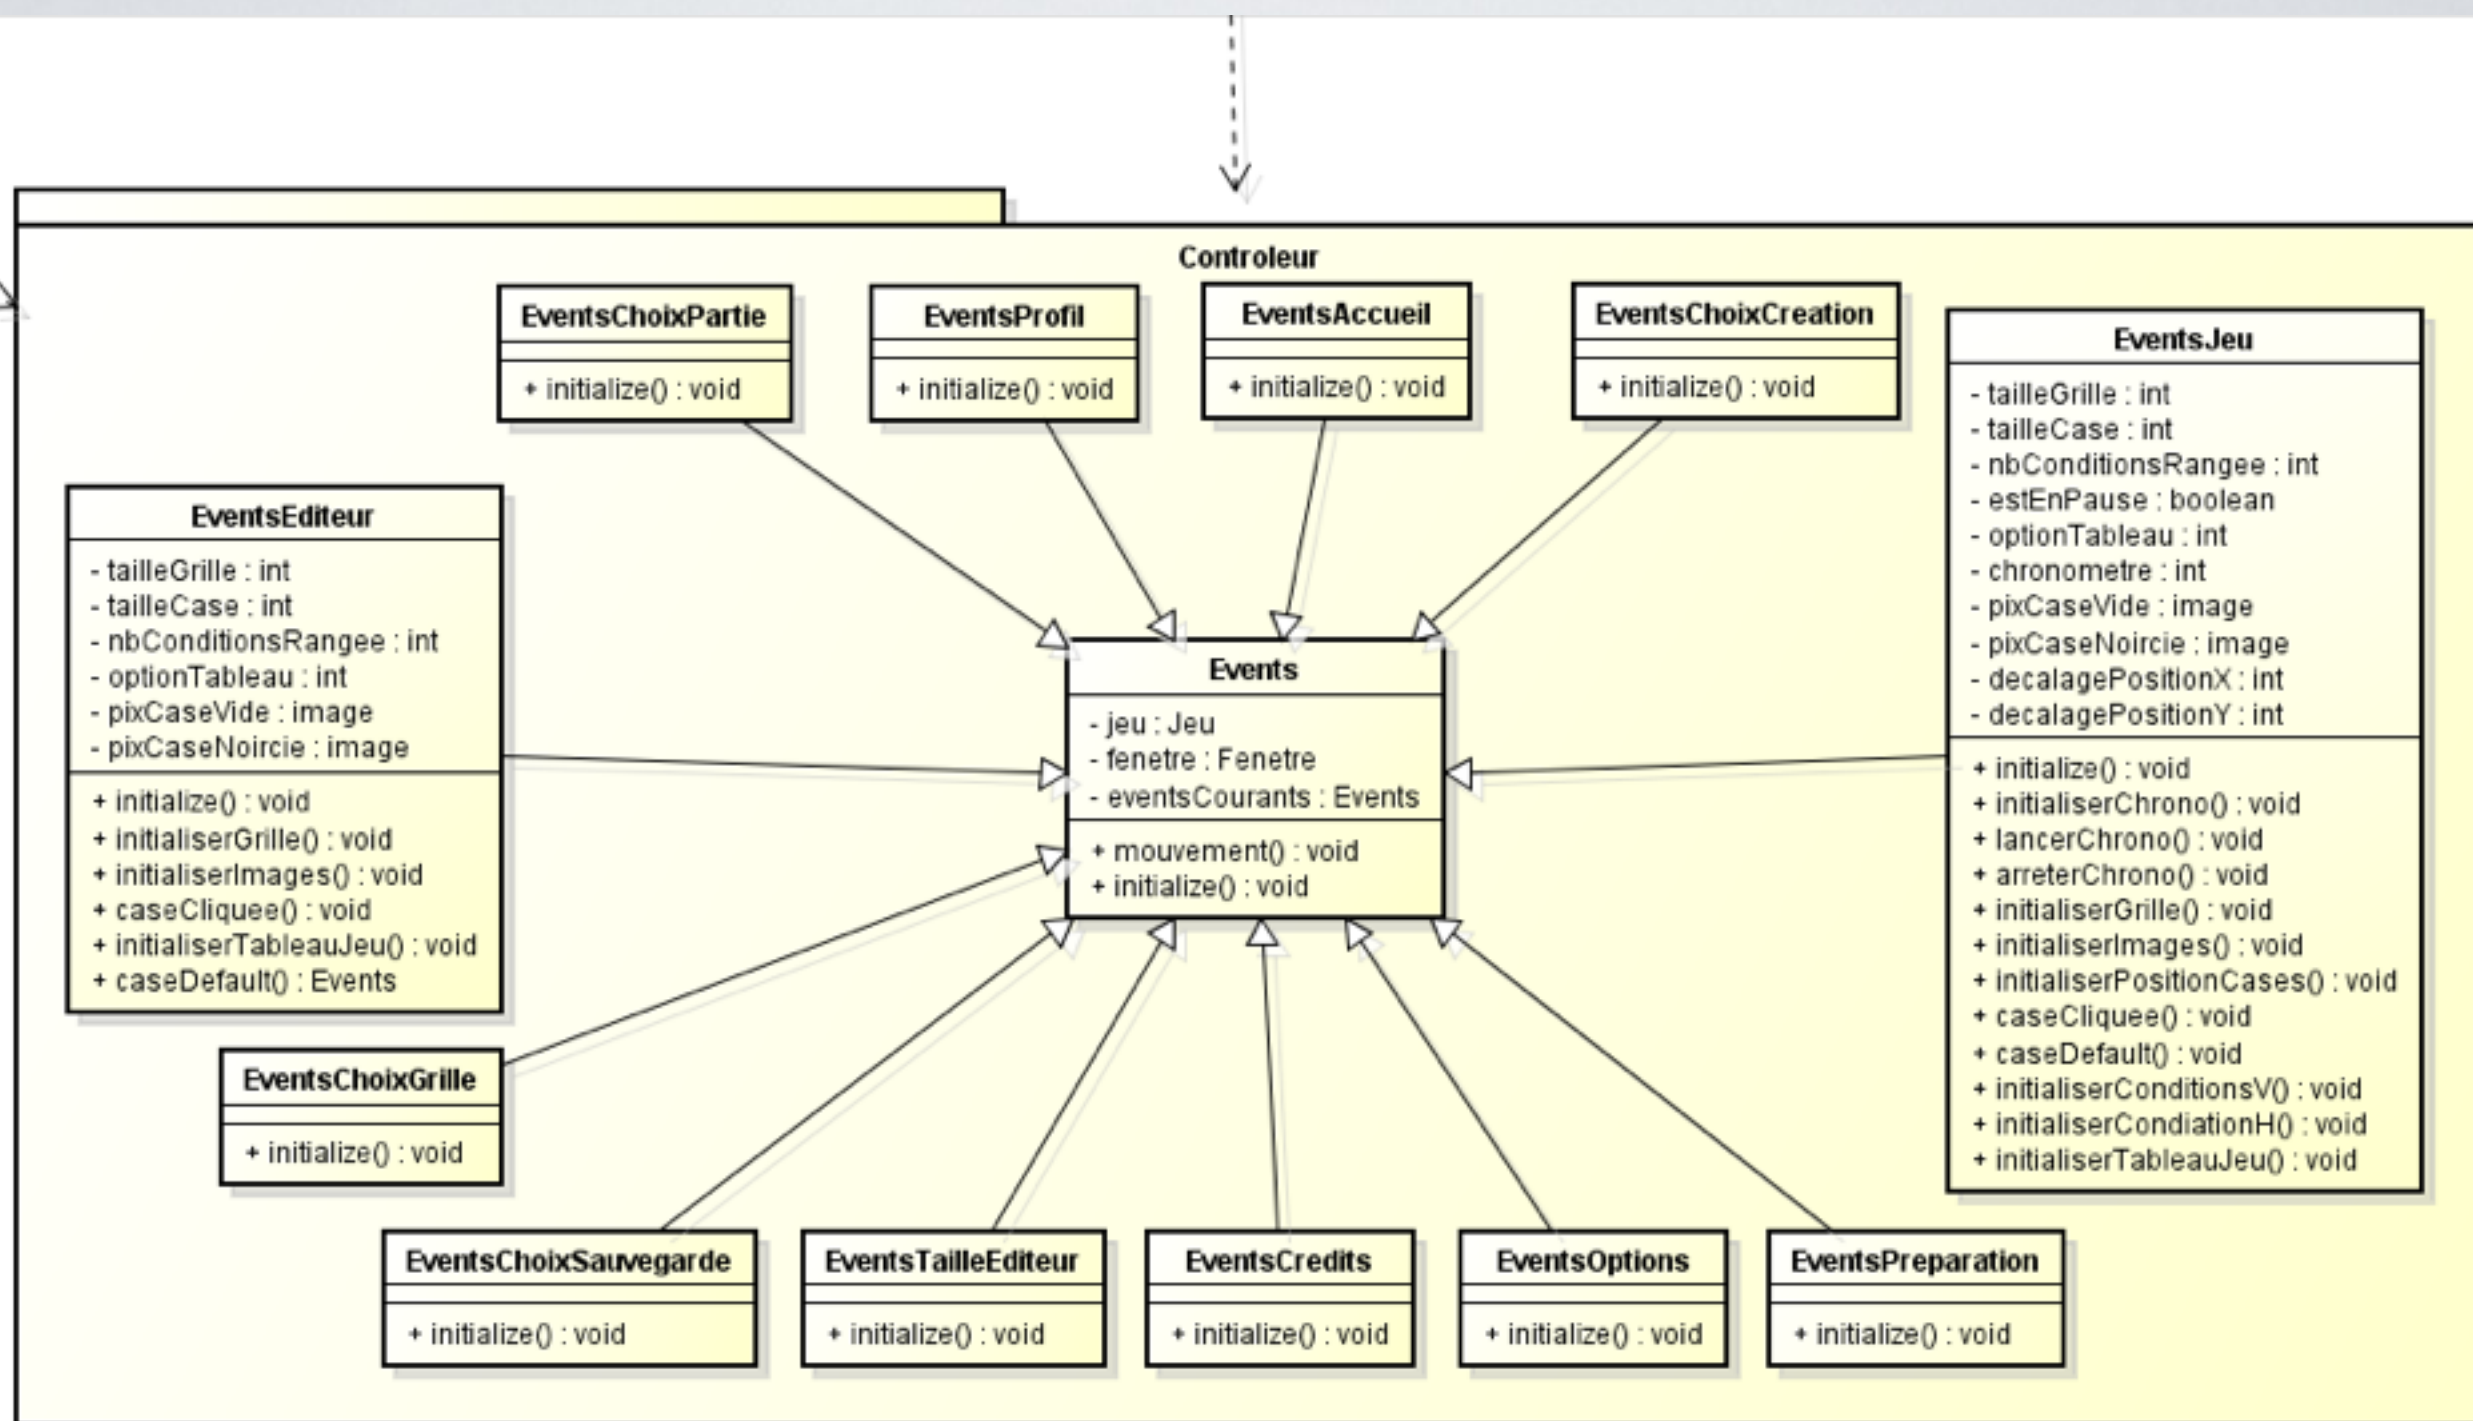 Controleur
EventsChoixPartie
+ initialize() : void
EventsProfil
+ initialize() : void
EventsAccueil
+ initialize() : void
EventsChoixCreation
+ initialize() : void
EventsJeu
- tailleGrille : int
- tailleCase : int
- nbConditionsRangee : int
- estEnPause : boolean
- optionTableau : int
- chronometre : int
- pixCaseVide : image
- pixCaseNoircie : image
- decalagePositionX : int
- decalagePositionY : int
+ initialize() : void
+ initialiserChrono() : void
+ lancerChrono() : void
+ arreterChrono() : void
+ initialiserGrille() : void
+ initialiserImages() : void
+ initialiserPositionCases() : void
+ caseCliquee() : void
+ caseDefault() : void
+ initialiserConditionsV() : void
+ initialiserCondiationH() : void
+ initialiserTableauJeu() : void
EventsEditeur
- tailleGrille : int
- tailleCase : int
- nbConditionsRangee : int
- optionTableau : int
- pixCaseVide : image
- pixCaseNoircie : image
+ initialize() : void
+ initialiserGrille() : void
+ initialiserImages() : void
+ caseCliquee() : void
+ initialiserTableauJeu() : void
+ caseDefault() : Events
Events
- jeu : Jeu
- fenetre : Fenetre
- eventsCourants : Events
+ mouvement() : void
+ initialize() : void
EventsChoixGrille
+ initialize() : void
EventsChoixSauvegarde
+ initialize() : void
EventsTailleEditeur
+ initialize() : void
EventsCredits
+ initialize() : void
EventsOptions
+ initialize() : void
EventsPreparation
+ initialize() : void